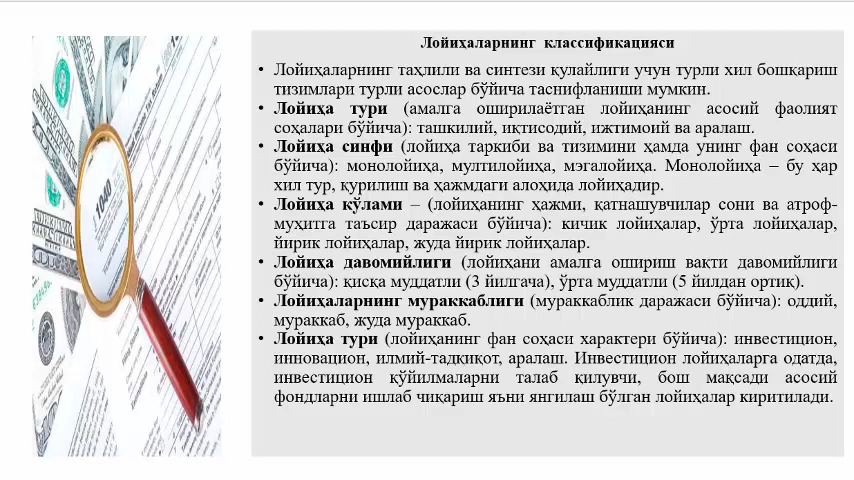 Лойиҳаларнинг классификацияси
• Лойиҳаларнинг таҳлили ва синтези қулайлиги учун турли хил бошқариш
тизимлари турли асослар бўйича таснифланиши мумкин.
• Лойиҳа тури (амалга оширилаётган лойиҳанинг асосий фаолият
соҳалари бўйича): ташкилий, иқтисодий, ижтимоий ва аралаш.
• Лойиҳа синфи (лойиҳа таркиби ва тизимини ҳамда унинг фан соҳаси
бўйича): монолойиҳа, мултилойиҳа, мэгалойиҳа. Монолойиҳа – бу ҳар
хил тур, қурилиш ва ҳажмдаги алоҳида лойиҳадир.
• Лойиҳа кўлами – (лойиҳанинг ҳажми, қатнашувчилар сони ва атроф-
муҳитга таъсир даражаси бўйича): кичик лойиҳалар, ўрта лойиҳалар,
йирик лойиҳалар, жуда йирик лойиҳалар.
• Лойиҳа давомийлиги (лойиҳани амалга ошириш вакти давомийлиги
бўйича): қисқа муддатли (3 йилгача), ўрта муддатли (5 йилдан ортиқ).
• Лойиҳаларнинг мураккаблиги (мураккаблик даражаси бўйича): оддий,
мураккаб, жуда мураккаб.
• Лойиҳа тури (лойиҳанинг фан соҳаси характери бўйича): инвестицион,
инновацион, илмий-тадқиқот, аралаш. Инвестицион лойиҳаларга одатда,
инвестицион қўйилмаларни талаб қилувчи, бош мақсади асосий
фондларни ишлаб чиқариш яъни янгилаш бўлган лойиҳалар киритилади.
1040